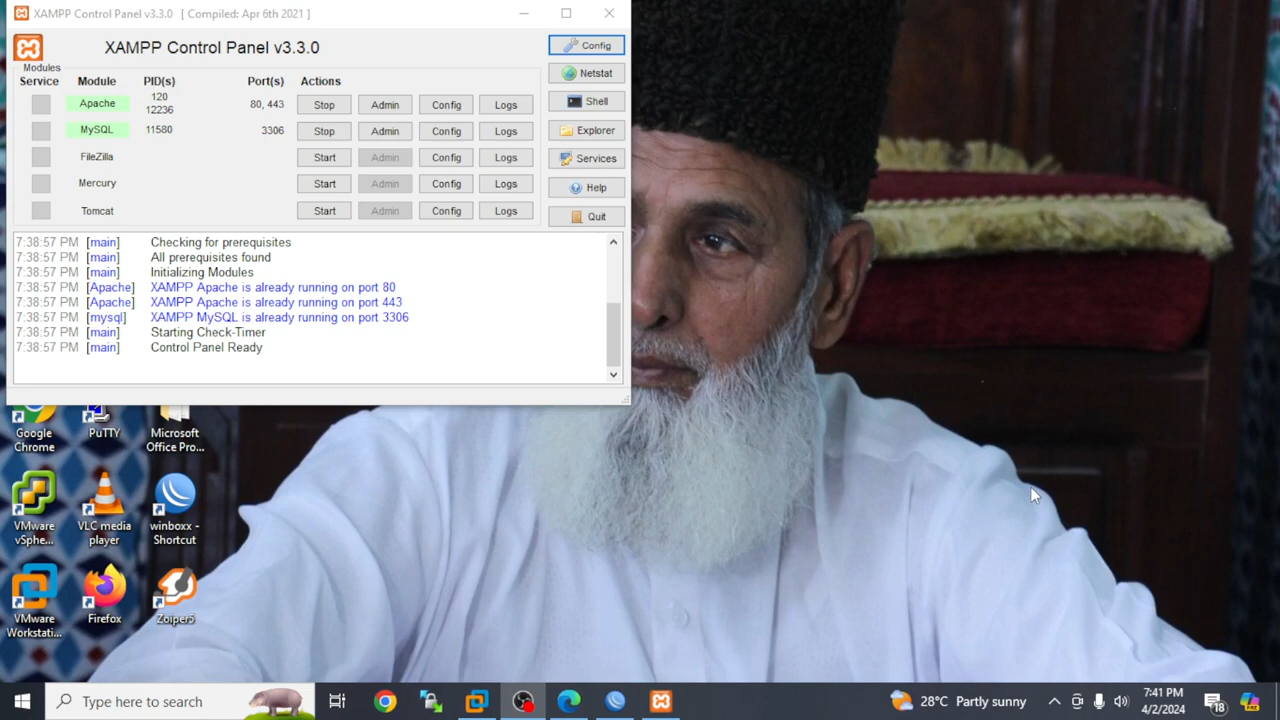 XAMPP Control Panel v3.3.0 [ Compiled: Apr 6th 2021 ]
XAMPP Control Panel v3.3.0
Config
Modules
Service Module PID(s) Port(s) Actions
Netstat
Apache 120 12236 80, 443 Stop Admin Config Logs
Shell
MySQL 11580 3306 Stop Admin Config Logs
Explorer
FileZilla Start Admin Config Logs
Services
Mercury Start Admin Config Logs
Help
Tomcat Start Admin Config Logs
Quit
7:38:57 PM [main] Checking for prerequisites
7:38:57 PM [main] All prerequisites found
7:38:57 PM [main] Initializing Modules
7:38:57 PM [Apache] XAMPP Apache is already running on port 80
7:38:57 PM [Apache] XAMPP Apache is already running on port 443
7:38:57 PM [mysql] XAMPP MySQL is already running on port 3306
7:38:57 PM [main] Starting Check-Timer
7:38:57 PM [main] Control Panel Ready
Google Chrome
PuTTY
Microsoft Office Pro...
VMware vSphe...
VLC media player
winboxx - Shortcut
VMware Workstati...
Firefox
Zoiper5
Type here to search
28°C Partly sunny
7:41 PM
4/2/2024
18